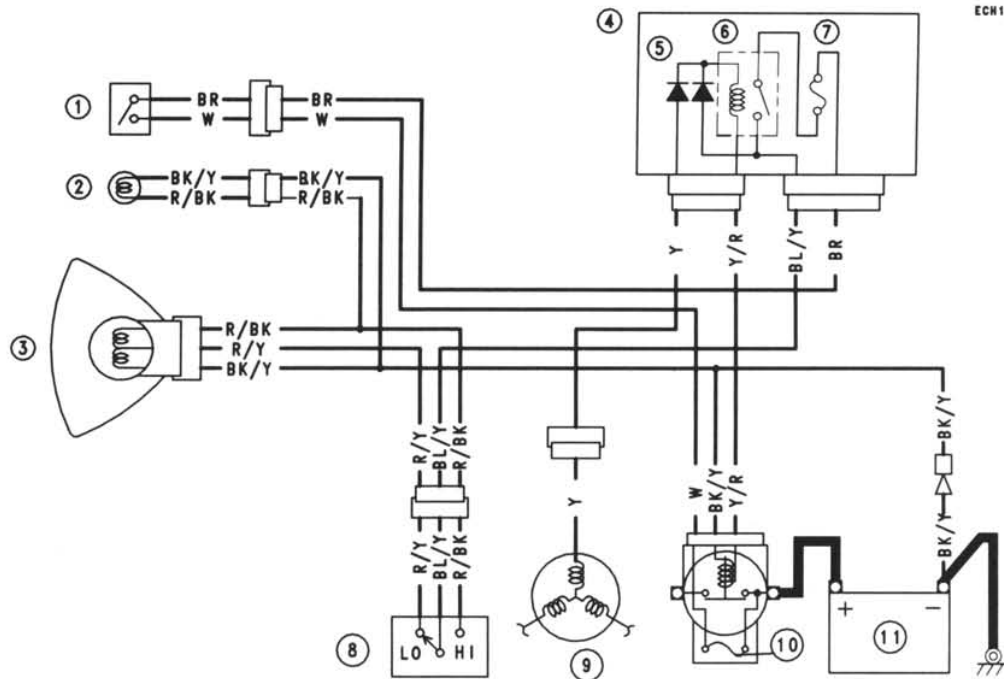 ECH1
4
6
7
5
1
BR
BR
W
W
2
BK/Y
BK/Y
R/BK
R/BK
Y
Y/R
BL/Y
BR
3
R/BK
R/Y
BK/Y
R/Y
BL/Y
R/BK
Y
W
BK/Y
Y/R
BK/Y
BK/Y
R/Y
BL/Y
R/BK
8
LO
HI
9
10
+
-
11